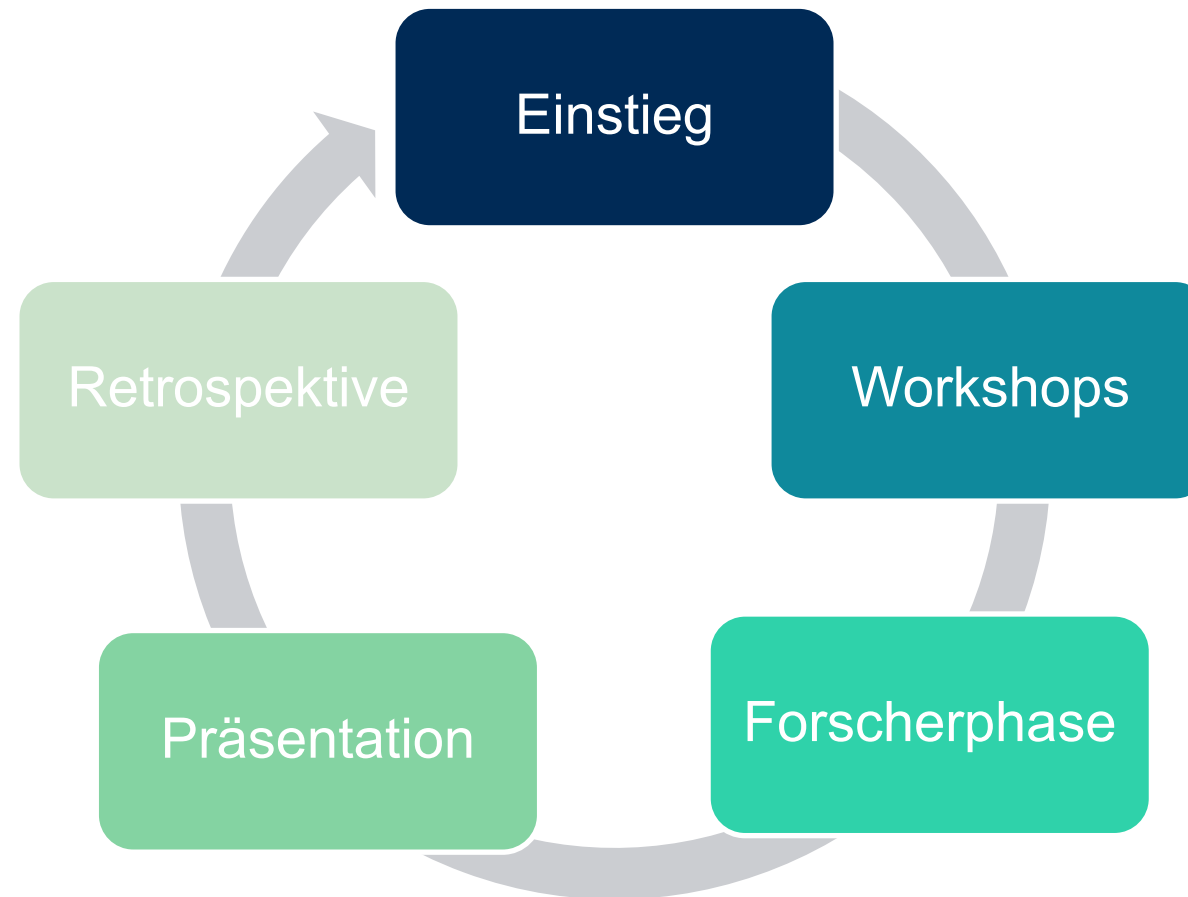 Einstieg
Workshops
Forscherphase
Präsentation
Retrospektive